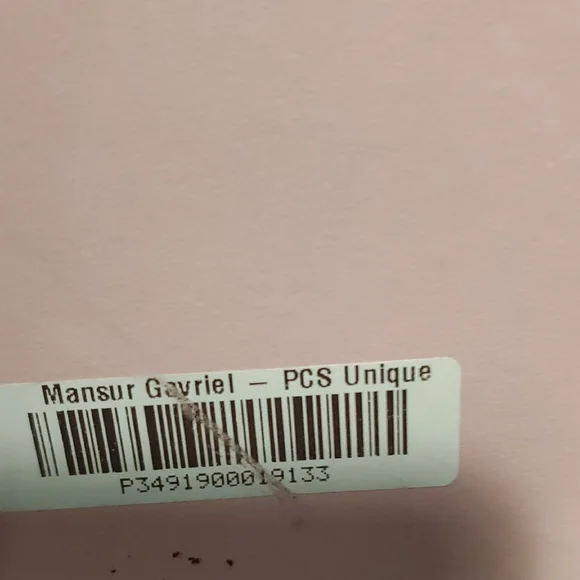 Mansur Gavriel – PCS Unique
P3491900019133